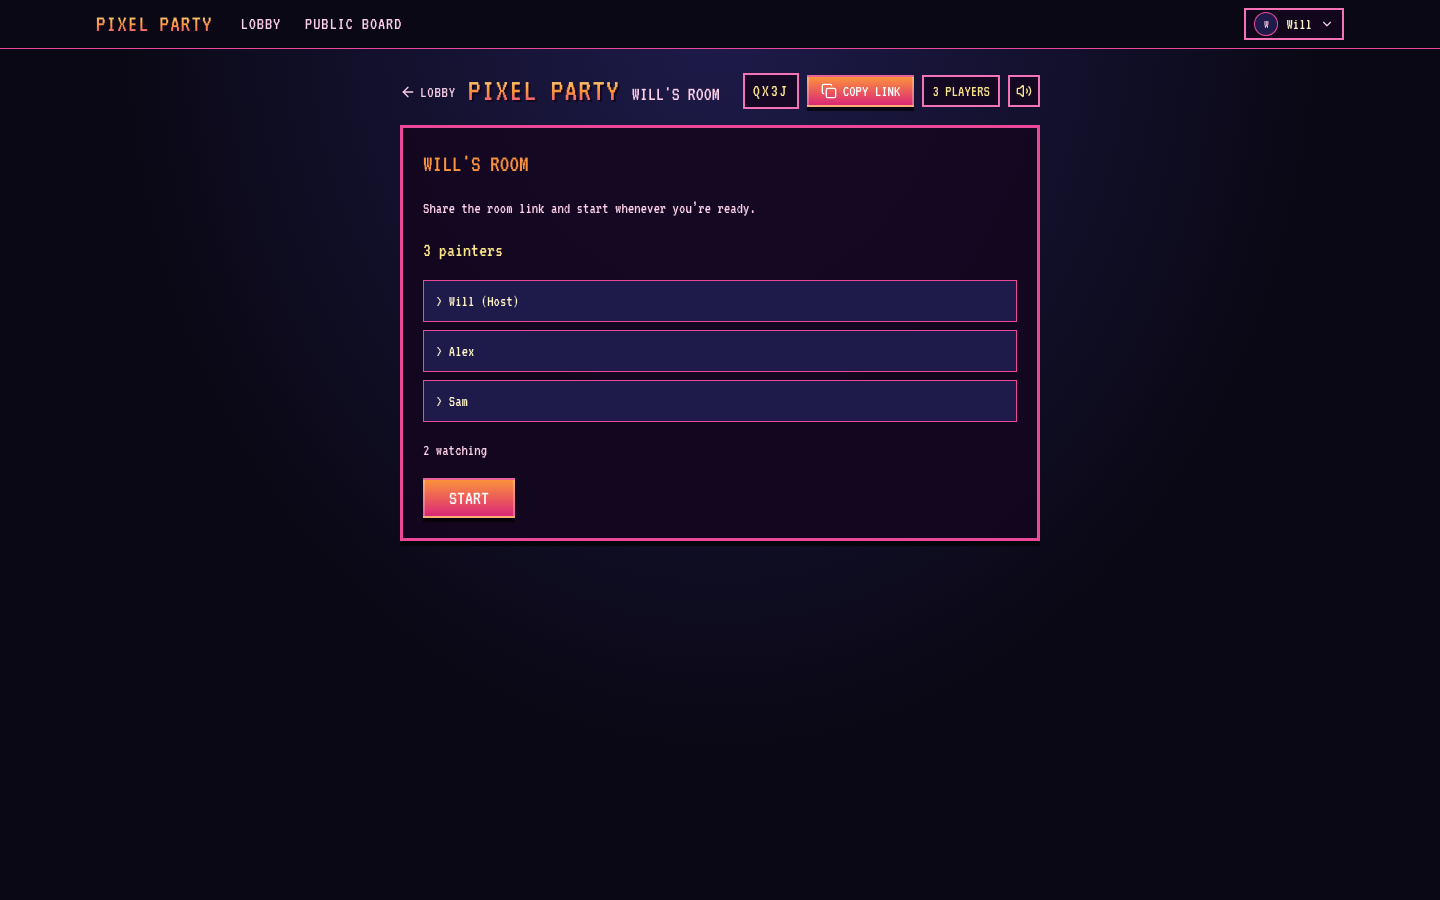 PIXEL PARTY LOBBY PUBLIC BOARD W Will
LOBBY PIXEL PARTY WILL'S ROOM QX3J COPY LINK 3 PLAYERS
WILL'S ROOM
Share the room link and start whenever you're ready.
3 painters
> Will (Host)
> Alex
> Sam
2 watching
START